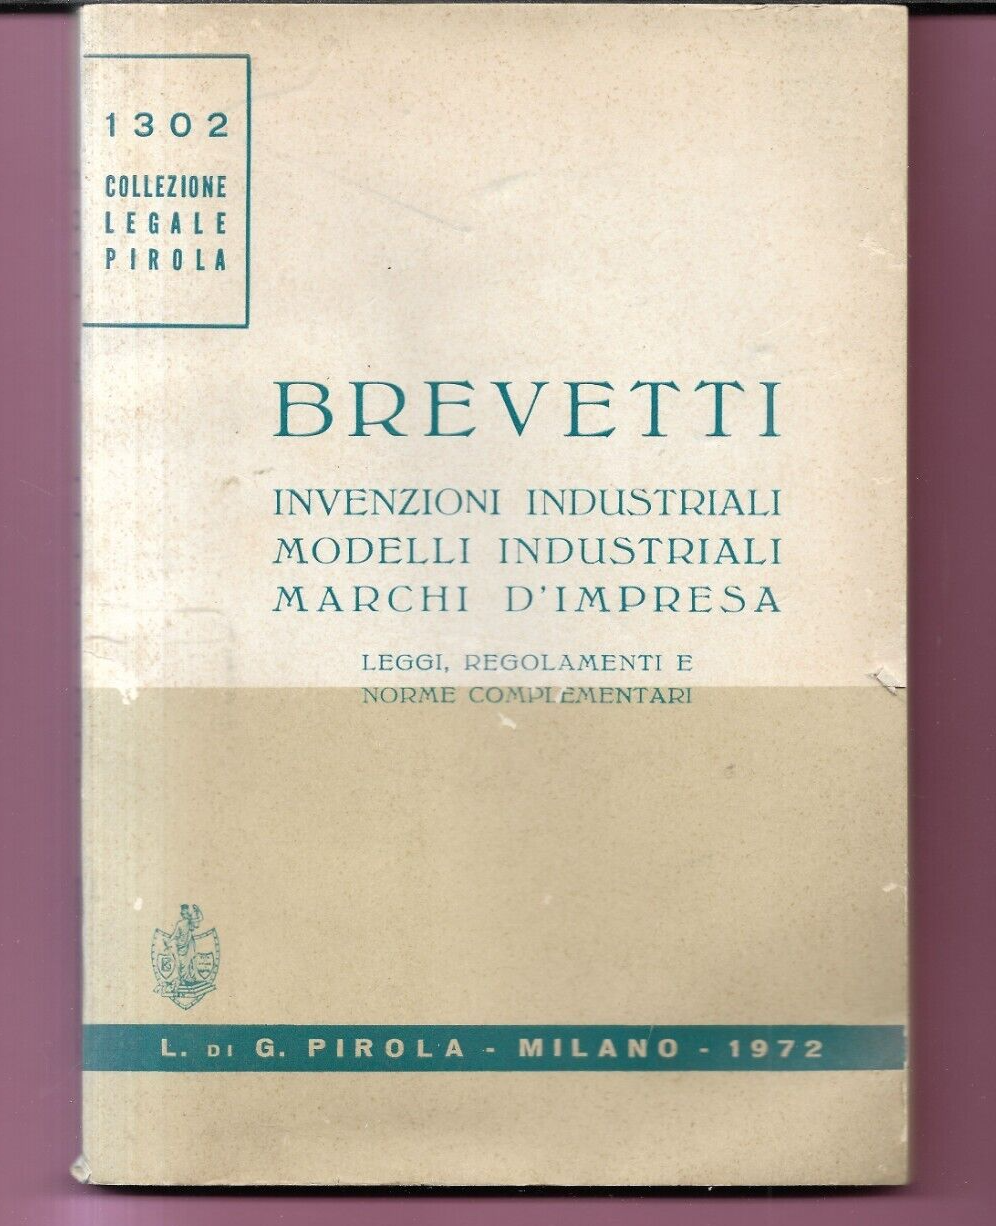 1302
COLLEZIONE
LEGALE
PIROLA
BREVETTI
INVENZIONI INDUSTRIALI
MODELLI INDUSTRIALI
MARCHI D'IMPRESA
LEGGI, REGOLAMENTI E
NORME COMPLEMENTARI
L. DI G. PIROLA - MILANO - 1972